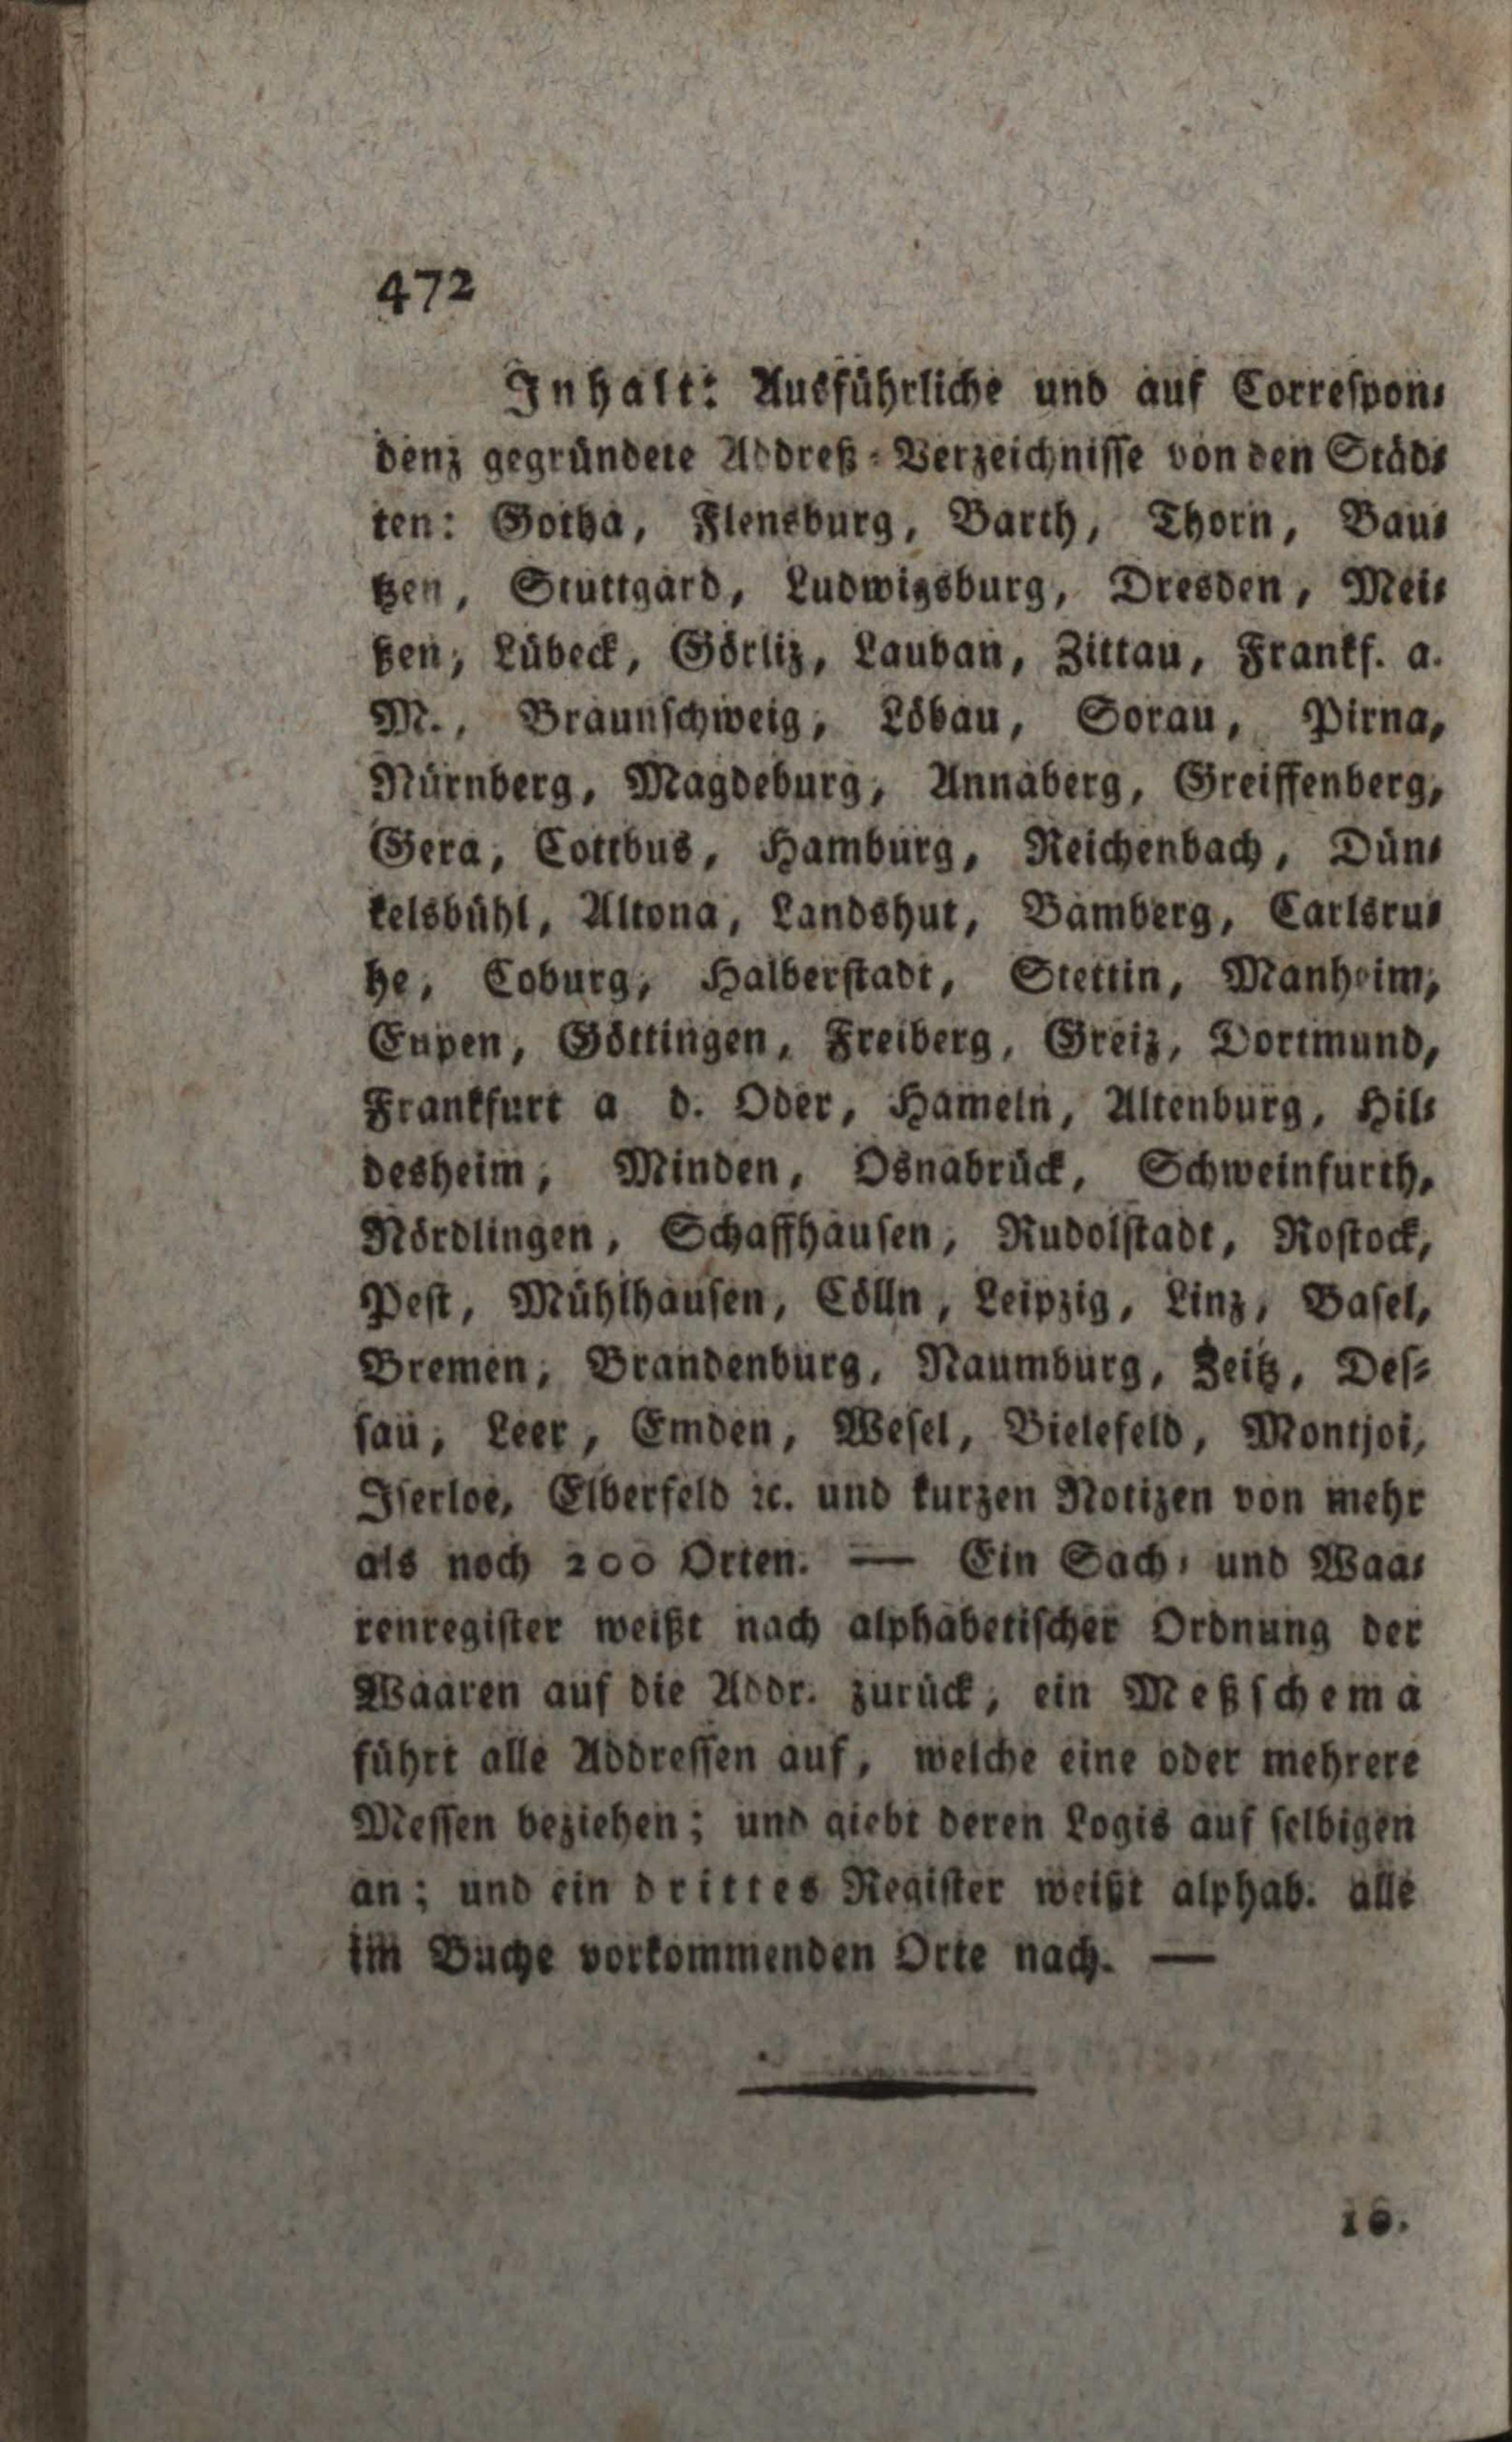 472
Inhalt: Ausführliche und auf Correspon-
denz gegründete Addreß-Verzeichnisse von den Städ-
ten: Gotha, Flensburg, Barth, Thorn, Bau-
tzen, Stuttgard, Ludwigsburg, Dresden, Mei-
ßen, Lübeck, Görliz, Lauban, Zittau, Frankf. a.
M., Braunschweig, Löbau, Sorau, Pirna,
Nürnberg, Magdeburg, Annaberg, Greiffenberg,
Gera, Cottbus, Hamburg, Reichenbach, Dün-
kelsbühl, Altona, Landshut, Bamberg, Carlsru-
he, Coburg, Halberstadt, Stettin, Manheim,
Eupen, Göttingen, Freiberg, Greiz, Dortmund,
Frankfurt a d. Oder, Hameln, Altenburg, Hil-
desheim, Minden, Osnabrück, Schweinfurth,
Nördlingen, Schaffhausen, Rudolstadt, Rostock,
Pest, Mühlhausen, Cölln, Leipzig, Linz, Basel,
Bremen, Brandenburg, Naumburg, Zeitz, Des-
sau, Leer, Emden, Wesel, Bielefeld, Montjoi,
Iserloe, Elberfeld ꝛc. und kurzen Notizen von mehr
als noch 200 Orten. — Ein Sach- und Waa-
renregister weißt nach alphabetischer Ordnung der
Waaren auf die Addr. zurück, ein Meßschema
führt alle Addressen auf, welche eine oder mehrere
Messen beziehen; und giebt deren Logis auf selbigen
an; und ein drittes Register weißt alphab. alle
im Buche vorkommenden Orte nach. —
16.